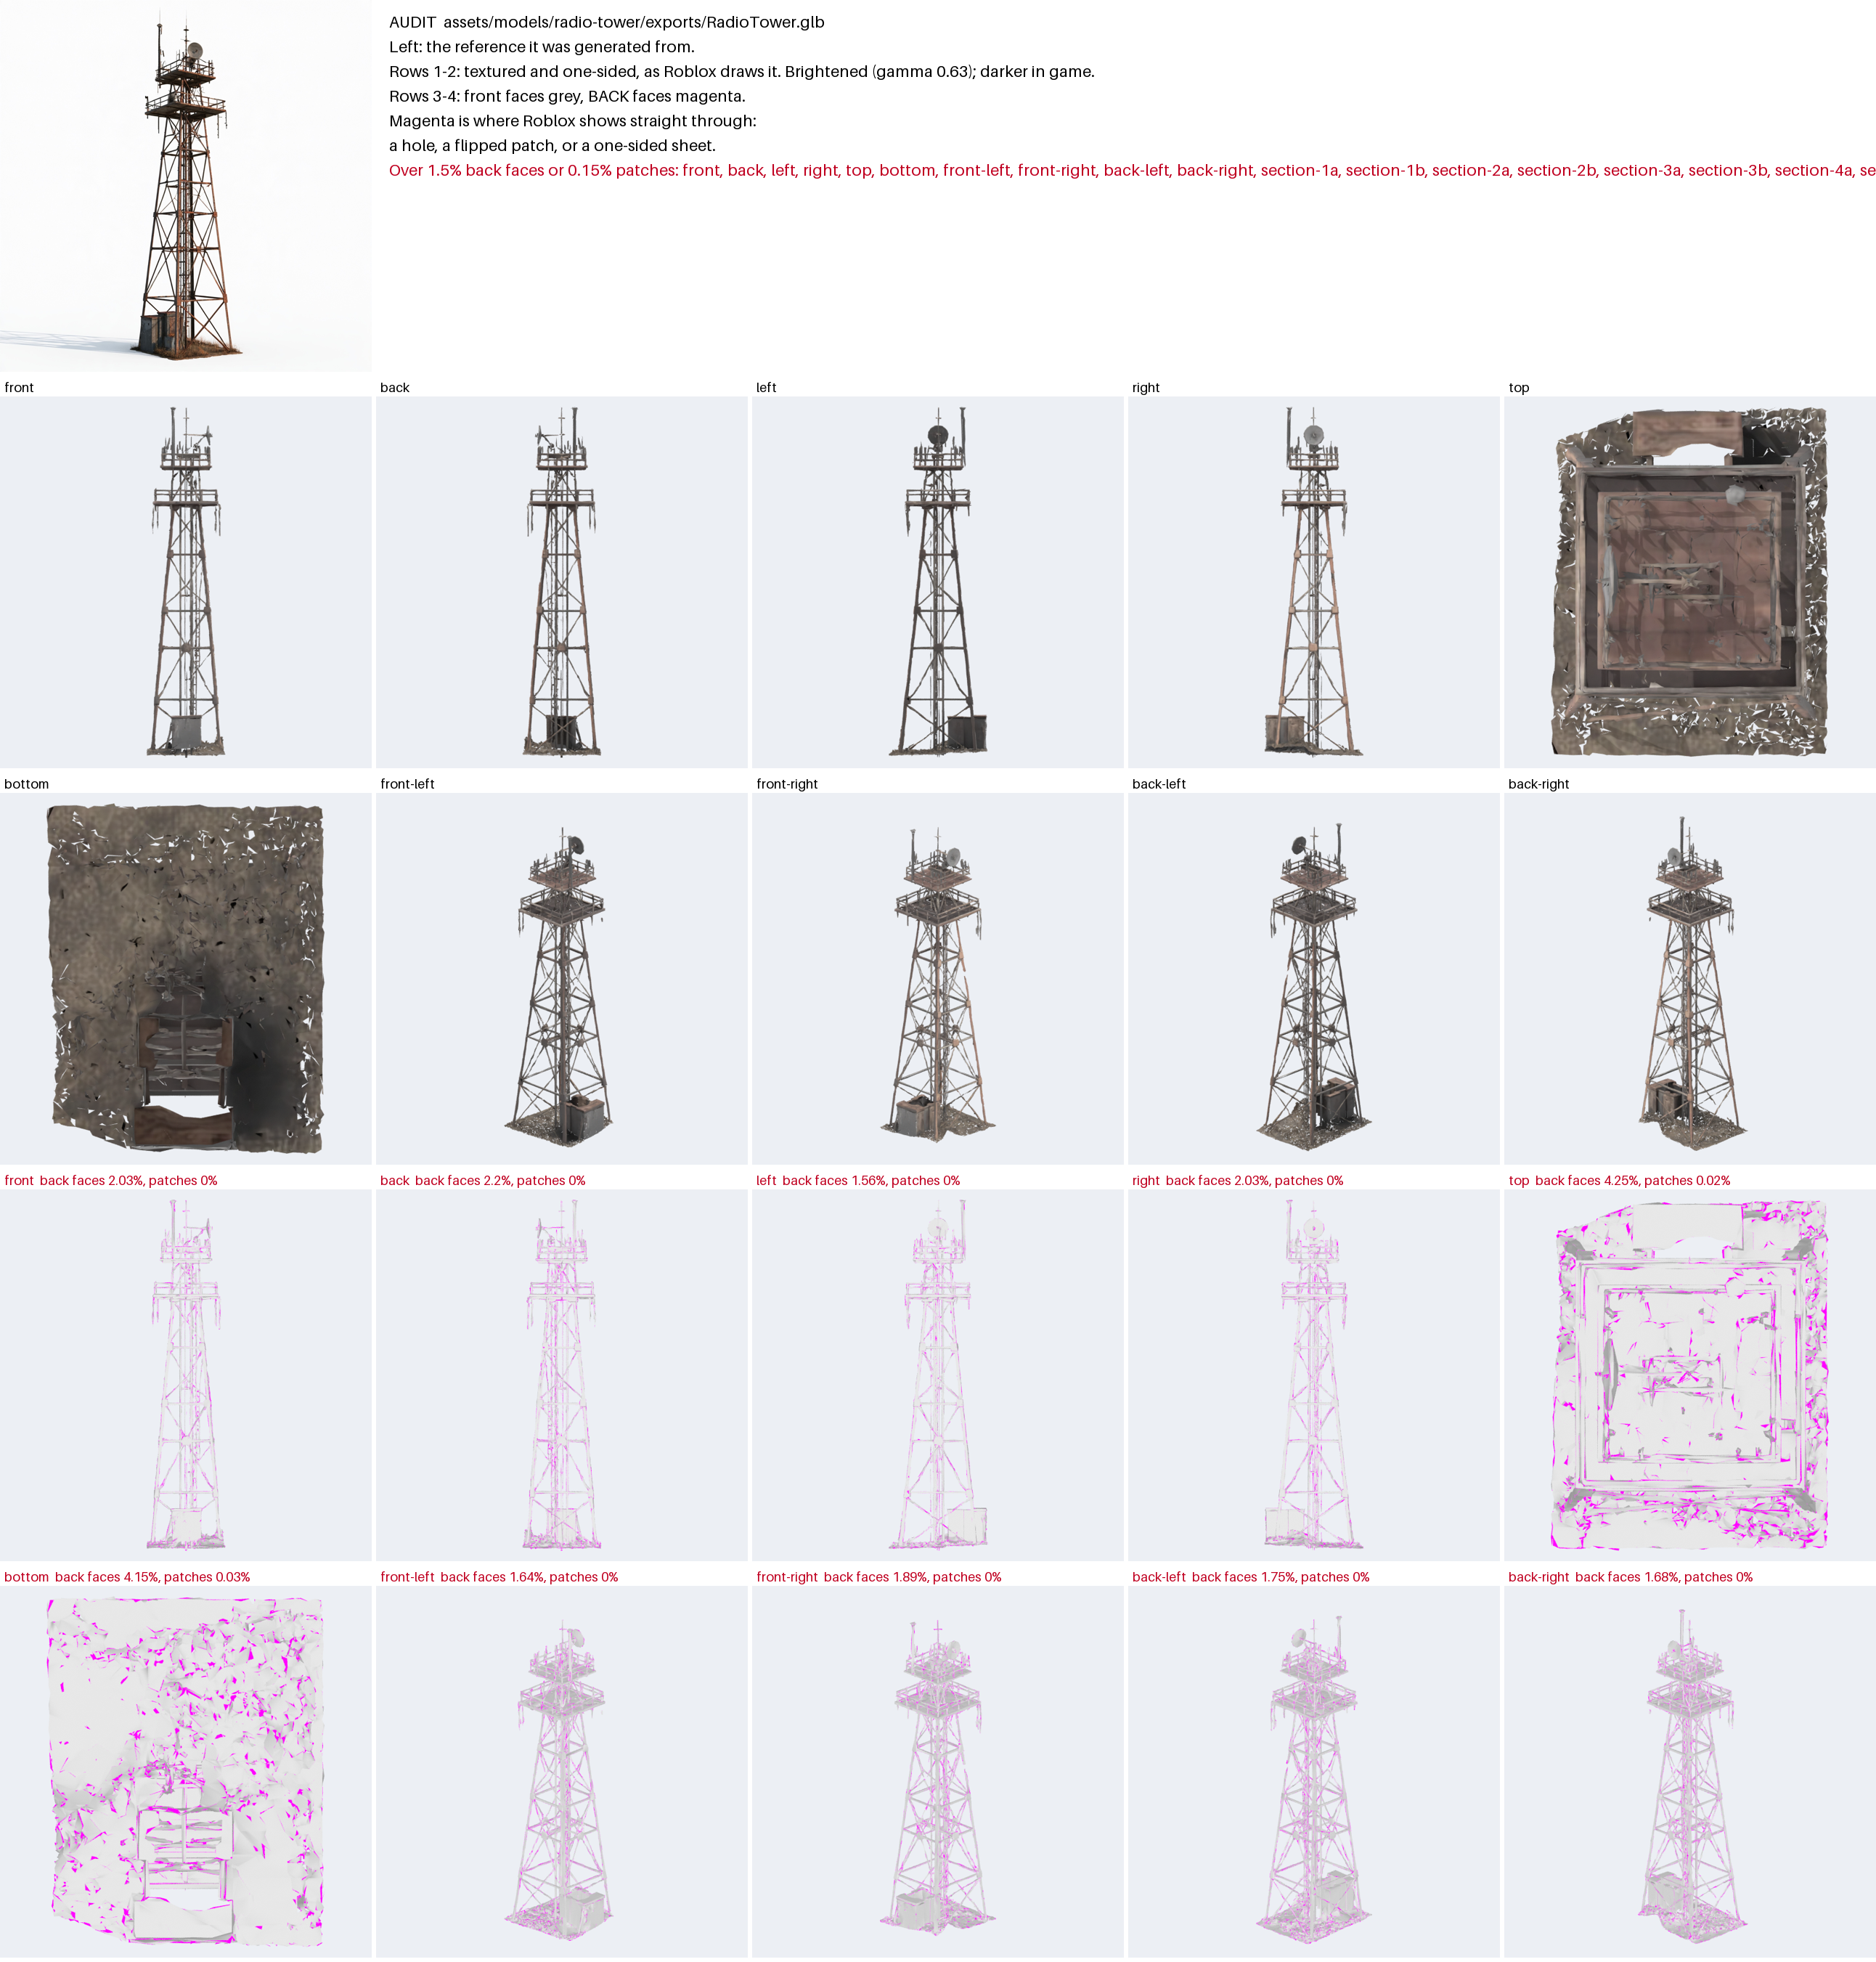 AUDIT assets/models/radio-tower/exports/RadioTower.glb
Left: the reference it was generated from.
Rows 1-2: textured and one-sided, as Roblox draws it. Brightened (gamma 0.63); darker in game.
Rows 3-4: front faces grey, BACK faces magenta.
Magenta is where Roblox shows straight through:
a hole, a flipped patch, or a one-sided sheet.
Over 1.5% back faces or 0.15% patches: front, back, left, right, top, bottom, front-left, front-right, back-left, back-right, section-1a, section-1b, section-2a, section-2b, section-3a, section-3b, section-4a, se
front
back
left
right
top
bottom
front-left
front-right
back-left
back-right
front back faces 2.03%, patches 0%
back back faces 2.2%, patches 0%
left back faces 1.56%, patches 0%
right back faces 2.03%, patches 0%
top back faces 4.25%, patches 0.02%
bottom back faces 4.15%, patches 0.03%
front-left back faces 1.64%, patches 0%
front-right back faces 1.89%, patches 0%
back-left back faces 1.75%, patches 0%
back-right back faces 1.68%, patches 0%